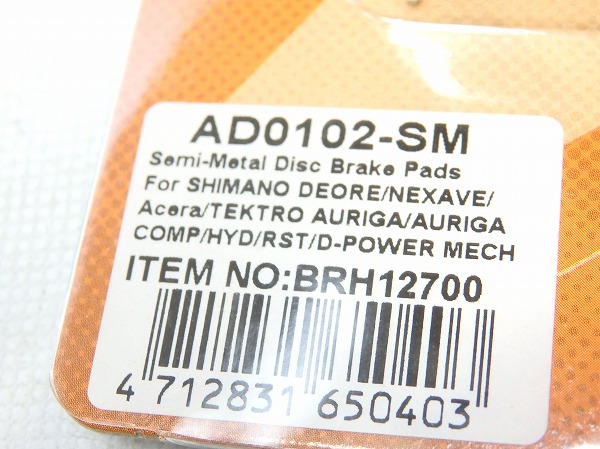 AD0102-SM
Semi-Metal Disc Brake Pads
For SHIMANO DEORE/NEXAVE/
Acera/TEKTRO AURIGA/AURIGA
COMP/HYD/RST/D-POWER MECH
ITEM NO:BRH12700
4 712831 650403